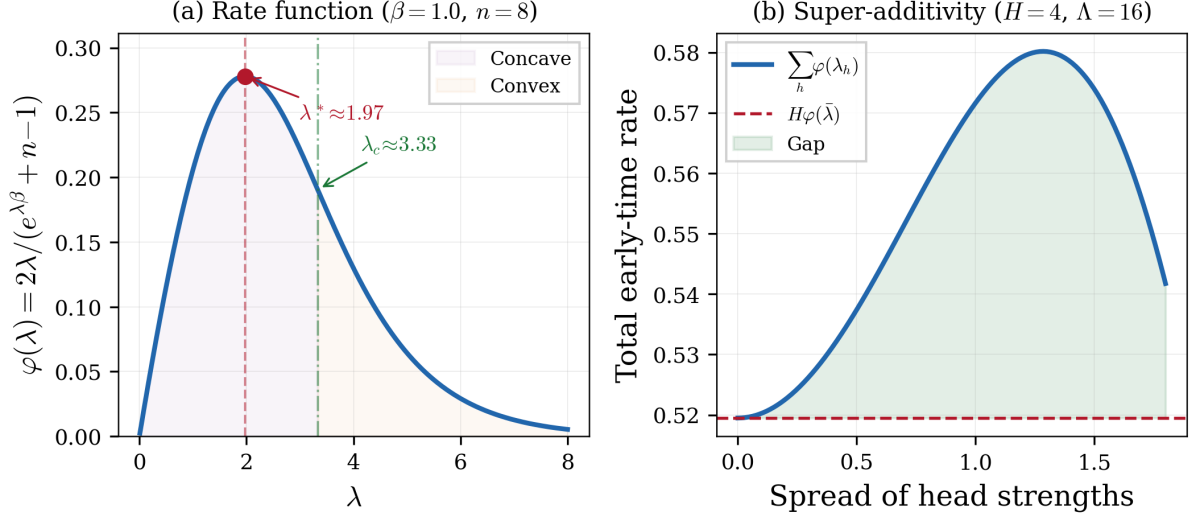 (a) Rate function (β=1.0, n=8)
φ(λ) = 2λ/(e^{λβ} + n−1)
0.30
0.25
0.20
0.15
0.10
0.05
0.00
Concave
Convex
λ*≈1.97
λ_c≈3.33
0 2 4 6 8
λ
(b) Super-additivity (H=4, Λ=16)
Total early-time rate
0.58
0.57
0.56
0.55
0.54
0.53
0.52
∑_h φ(λ_h)
Hφ(λ̄)
Gap
0.0 0.5 1.0 1.5
Spread of head strengths